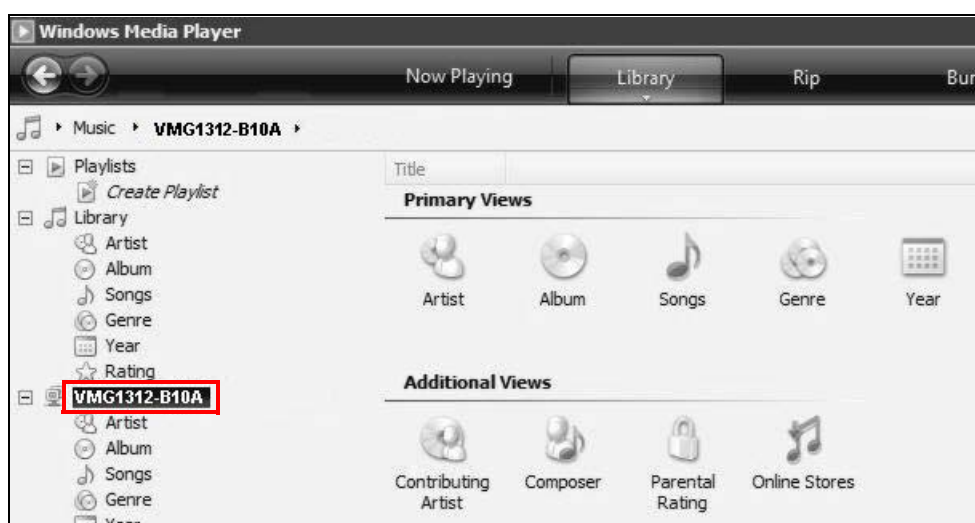 Windows Media Player
Now Playing Library Rip Bur
Music VMG1312-B10A
Playlists
Create Playlist
Library
Artist
Album
Songs
Genre
Year
Rating
VMG1312-B10A
Artist
Album
Songs
Genre
Year
Title
Primary Views
Artist Album Songs Genre Year
Additional Views
Contributing Artist
Composer
Parental Rating
Online Stores